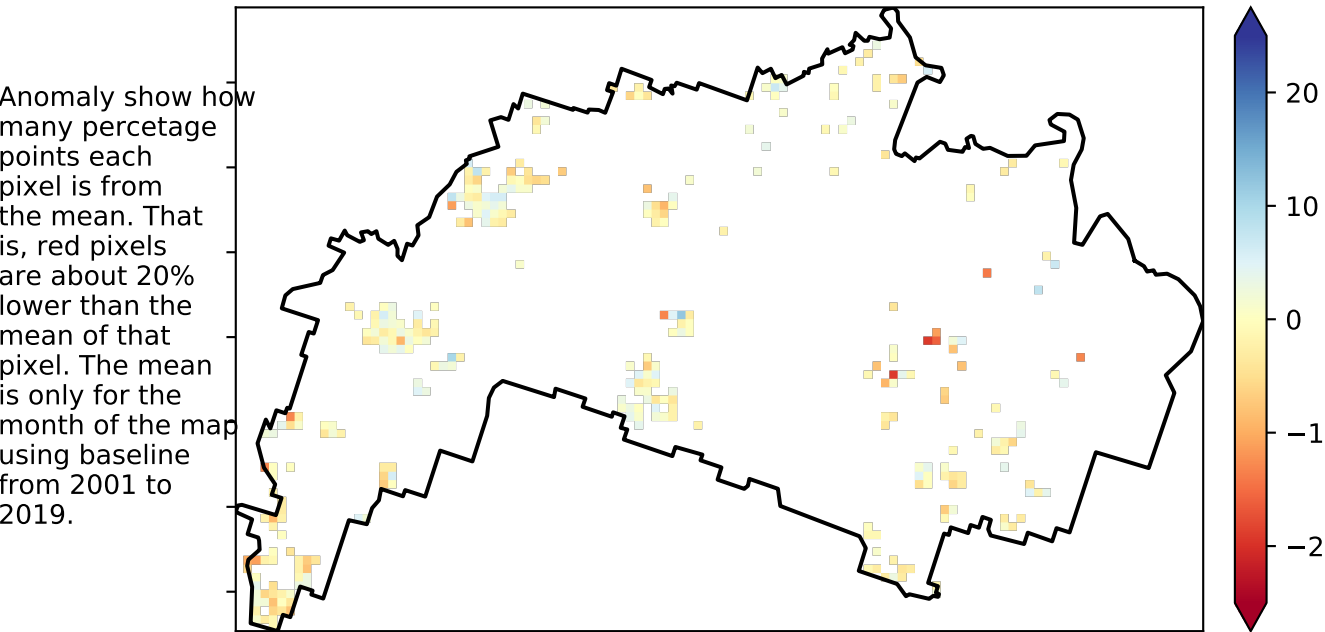 Anomaly show how
many percetage
points each
pixel is from
the mean. That
is, red pixels
are about 20%
lower than the
mean of that
pixel. The mean
is only for the
month of the map
using baseline
from 2001 to
2019.
20
10
0
−1
−2